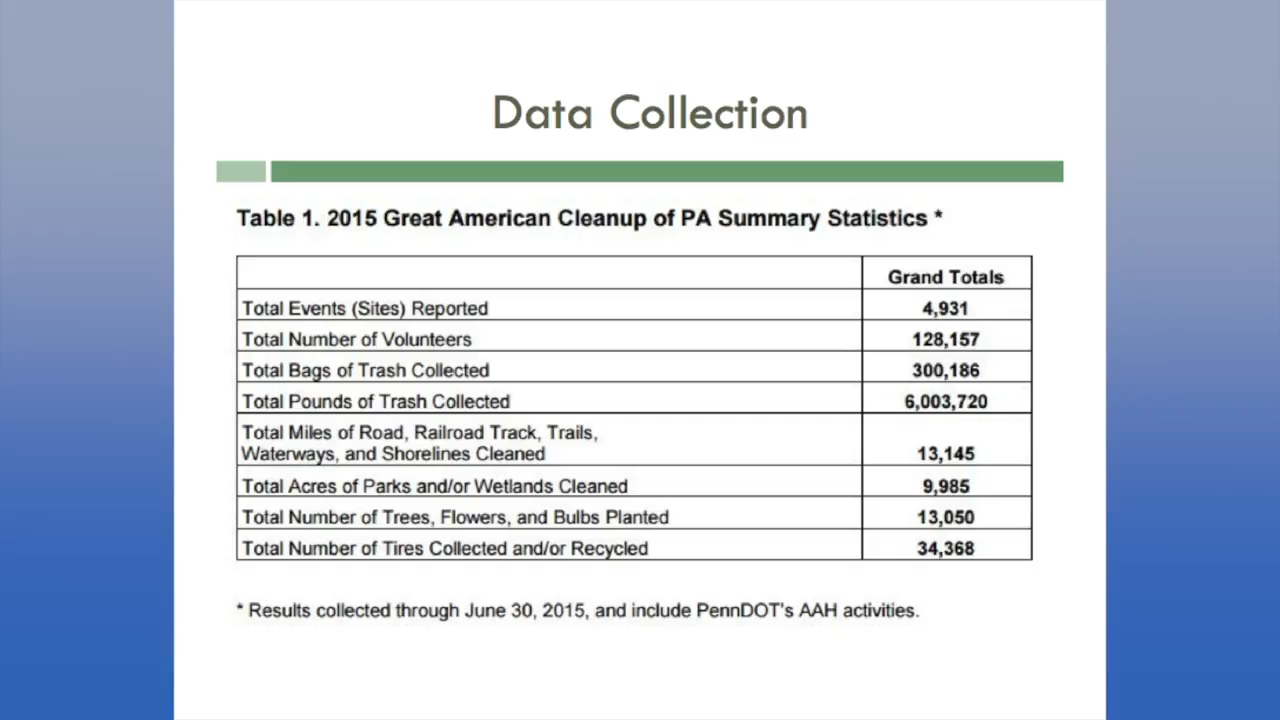 Data Collection
Table 1. 2015 Great American Cleanup of PA Summary Statistics *
Grand Totals
Total Events (Sites) Reported 4,931
Total Number of Volunteers 128,157
Total Bags of Trash Collected 300,186
Total Pounds of Trash Collected 6,003,720
Total Miles of Road, Railroad Track, Trails,
Waterways, and Shorelines Cleaned 13,145
Total Acres of Parks and/or Wetlands Cleaned 9,985
Total Number of Trees, Flowers, and Bulbs Planted 13,050
Total Number of Tires Collected and/or Recycled 34,368
* Results collected through June 30, 2015, and include PennDOT's AAH activities.